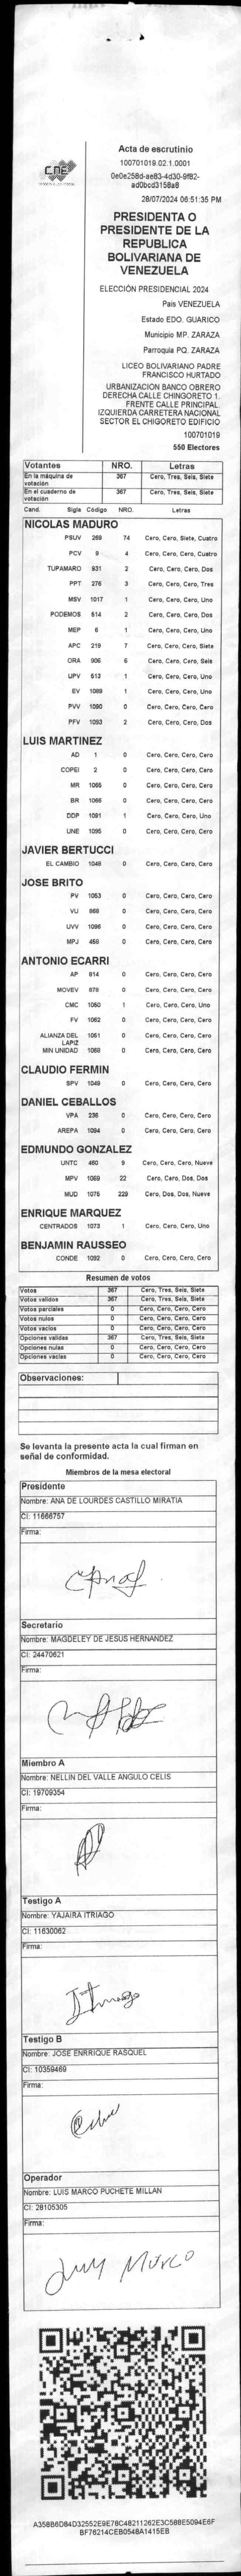 CNE
Acta de escrutinio
100701019.02.1.0001
0e0e258d-ae83-4d30-9f82-
ad0bcd3158a8
28/07/2024 06:51:35 PM
PRESIDENTA O
PRESIDENTE DE LA
REPUBLICA
BOLIVARIANA DE
VENEZUELA
ELECCIÓN PRESIDENCIAL 2024
Pais VENEZUELA
Estado EDO. GUARICO
Municipio MP. ZARAZA
Parroquia PQ. ZARAZA
LICEO BOLIVARIANO PADRE
FRANCISCO HURTADO
URBANIZACION BANCO OBRERO
DERECHA CALLE CHINGORETO 1.
FRENTE CALLE PRINCIPAL.
IZQUIERDA CARRETERA NACIONAL
SECTOR EL CHIGORETO EDIFICIO
100701019
550 Electores
Votantes NRO. Letras
En la máquina de votación 367 Cero, Tres, Seis, Siete
En el cuaderno de votación 367 Cero, Tres, Seis, Siete
Cand. Sigla Código NRO. Letras
NICOLAS MADURO
PSUV 269 74 Cero, Cero, Siete, Cuatro
PCV 9 4 Cero, Cero, Cero, Cuatro
TUPAMARO 931 2 Cero, Cero, Cero, Dos
PPT 276 3 Cero, Cero, Cero, Tres
MSV 1017 1 Cero, Cero, Cero, Uno
PODEMOS 514 2 Cero, Cero, Cero, Dos
MEP 6 1 Cero, Cero, Cero, Uno
APC 219 7 Cero, Cero, Cero, Siete
ORA 906 6 Cero, Cero, Cero, Seis
UPV 513 1 Cero, Cero, Cero, Uno
EV 1089 1 Cero, Cero, Cero, Uno
PVV 1090 0 Cero, Cero, Cero, Cero
PFV 1093 2 Cero, Cero, Cero, Dos
LUIS MARTINEZ
AD 1 0 Cero, Cero, Cero, Cero
COPEI 2 0 Cero, Cero, Cero, Cero
MR 1065 0 Cero, Cero, Cero, Cero
BR 1066 0 Cero, Cero, Cero, Cero
DDP 1091 1 Cero, Cero, Cero, Uno
UNE 1095 0 Cero, Cero, Cero, Cero
JAVIER BERTUCCI
EL CAMBIO 1048 0 Cero, Cero, Cero, Cero
JOSE BRITO
PV 1053 0 Cero, Cero, Cero, Cero
VU 868 0 Cero, Cero, Cero, Cero
UVV 1096 0 Cero, Cero, Cero, Cero
MPJ 459 0 Cero, Cero, Cero, Cero
ANTONIO ECARRI
AP 814 0 Cero, Cero, Cero, Cero
MOVEV 878 0 Cero, Cero, Cero, Cero
CMC 1050 1 Cero, Cero, Cero, Uno
FV 1062 0 Cero, Cero, Cero, Cero
ALIANZA DEL LAPIZ 1051 0 Cero, Cero, Cero, Cero
MIN UNIDAD 1068 0 Cero, Cero, Cero, Cero
CLAUDIO FERMIN
SPV 1049 0 Cero, Cero, Cero, Cero
DANIEL CEBALLOS
VPA 236 0 Cero, Cero, Cero, Cero
AREPA 1094 0 Cero, Cero, Cero, Cero
EDMUNDO GONZALEZ
UNTC 460 9 Cero, Cero, Cero, Nueve
MPV 1069 22 Cero, Cero, Dos, Dos
MUD 1075 229 Cero, Dos, Dos, Nueve
ENRIQUE MARQUEZ
CENTRADOS 1073 1 Cero, Cero, Cero, Uno
BENJAMIN RAUSSEO
CONDE 1092 0 Cero, Cero, Cero, Cero
Resumen de votos
Votos 367 Cero, Tres, Seis, Siete
Votos validos 367 Cero, Tres, Seis, Siete
Votos parciales 0 Cero, Cero, Cero, Cero
Votos nulos 0 Cero, Cero, Cero, Cero
Votos vacios 0 Cero, Cero, Cero, Cero
Opciones validas 367 Cero, Tres, Seis, Siete
Opciones nulas 0 Cero, Cero, Cero, Cero
Opciones vacias 0 Cero, Cero, Cero, Cero
Observaciones:
Se levanta la presente acta la cual firman en
señal de conformidad.
Miembros de la mesa electoral
Presidente
Nombre: ANA DE LOURDES CASTILLO MIRATIA
CI: 11666757
Firma:
Secretario
Nombre: MAGDELEY DE JESUS HERNANDEZ
CI: 24470621
Firma:
Miembro A
Nombre: NELLIN DEL VALLE ANGULO CELIS
CI: 19709354
Firma:
Testigo A
Nombre: YAJAIRA ITRIAGO
CI: 11630062
Firma:
Testigo B
Nombre: JOSE ENRRIQUE RASQUEL
CI: 10359469
Firma:
Operador
Nombre: LUIS MARCO PUCHETE MILLAN
CI: 28105305
Firma:
A358B6D84D32552E9E78C48211262E3C588E5094E6F
BF76214CEB0548A1415EB